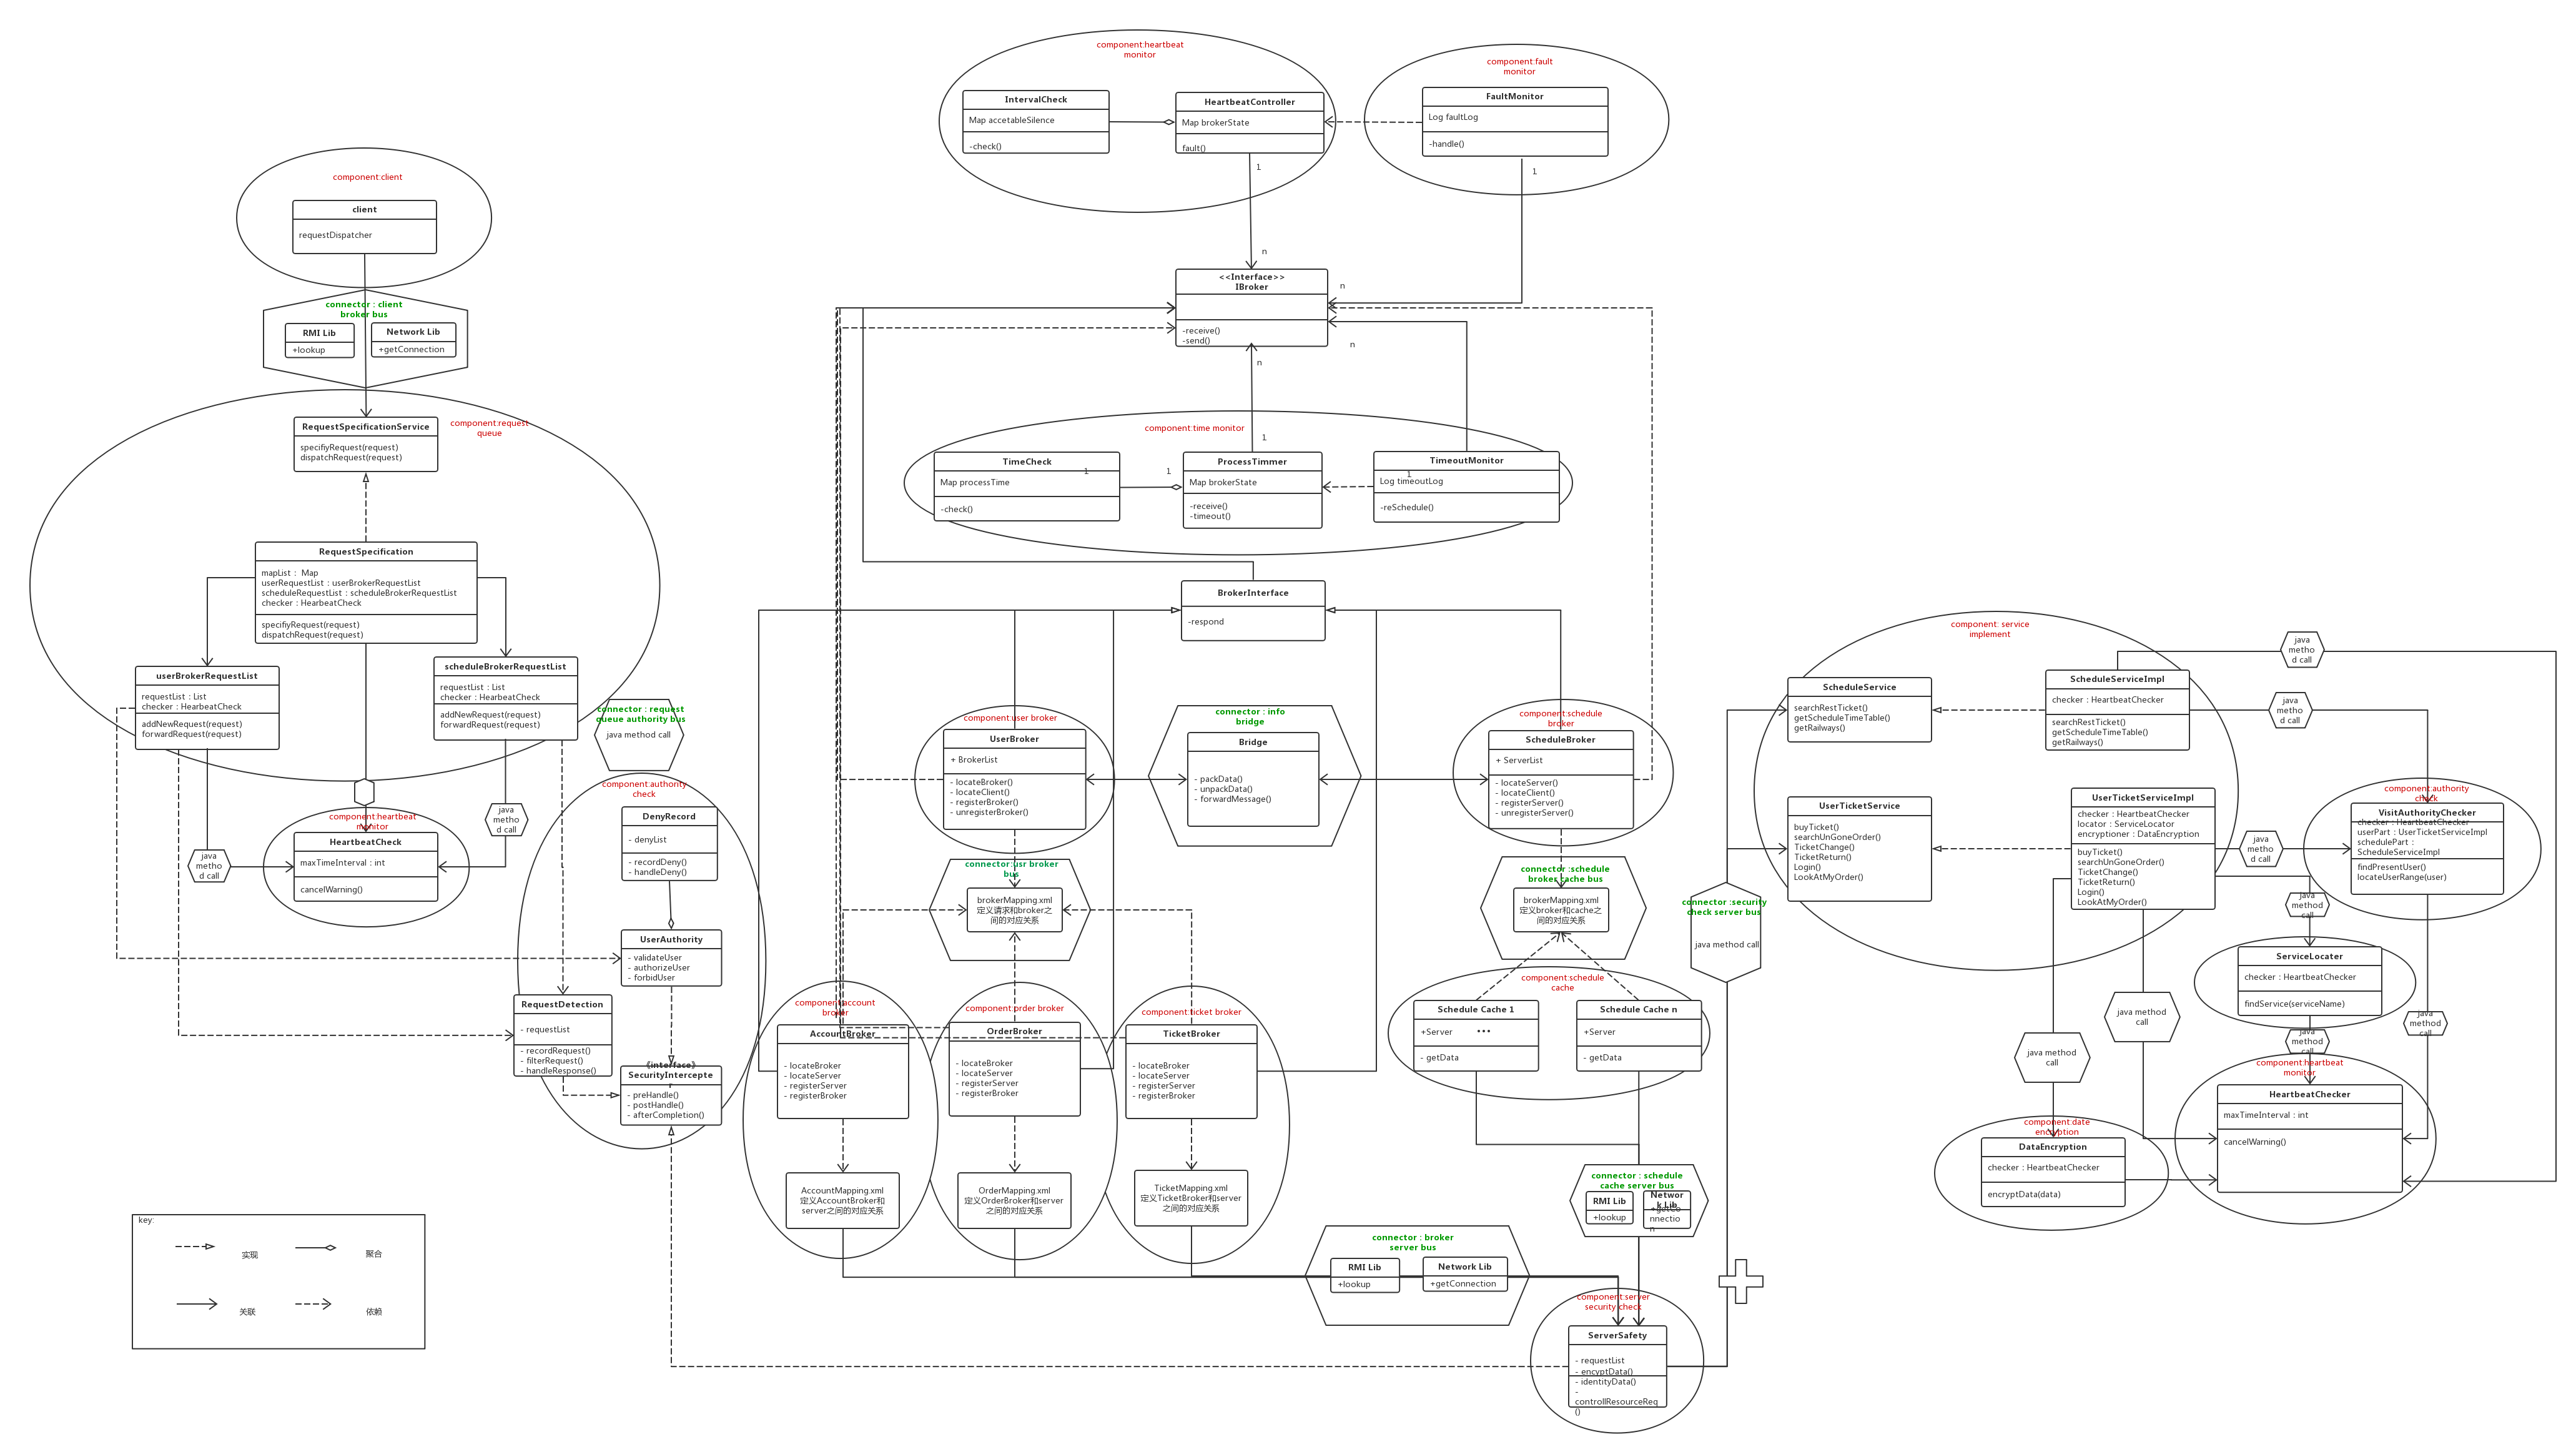 component:heartbeat
monitor
IntervalCheck
Map accetableSilence
-check()
HeartbeatController
Map brokerState
fault()
component:fault
monitor
FaultMonitor
Log faultLog
-handle()
1
1
n
n
n
n
1
<<Interface>>
IBroker
-receive()
-send()
component:client
client
requestDispatcher
connector : client
broker bus
RMI Lib
+lookup
Network Lib
+getConnection
component:request
queue
RequestSpecificationService
specifiyRequest(request)
dispatchRequest(request)
RequestSpecification
mapList : Map
userRequestList : userBrokerRequestList
scheduleRequestList : scheduleBrokerRequestList
checker : HearbeatCheck
specifiyRequest(request)
dispatchRequest(request)
userBrokerRequestList
requestList : List
checker : HearbeatCheck
addNewRequest(request)
forwardRequest(request)
scheduleBrokerRequestList
requestList : List
checker : HearbeatCheck
addNewRequest(request)
forwardRequest(request)
connector : request
queue authority bus
java method call
component:heartbeat
monitor
HeartbeatCheck
maxTimeInterval : int
cancelWarning()
java
metho
d call
java
metho
d call
component:authority
check
DenyRecord
- denyList
- recordDeny()
- handleDeny()
UserAuthority
- validateUser
- authorizeUser
- forbidUser
RequestDetection
- requestList
- recordRequest()
- filterRequest()
- handleResponse()
《interface》
SecurityIntercepte
r
- preHandle()
- postHandle()
- afterCompletion()
component:time monitor
TimeCheck
Map processTime
-check()
1
1
ProcessTimmer
Map brokerState
-receive()
-timeout()
TimeoutMonitor
1
Log timeoutLog
-reSchedule()
BrokerInterface
-respond
component:user broker
UserBroker
+ BrokerList
- locateBroker()
- locateClient()
- registerBroker()
- unregisterBroker()
connector : info
bridge
Bridge
- packData()
- unpackData()
- forwardMessage()
component:schedule
broker
ScheduleBroker
+ ServerList
- locateServer()
- locateClient()
- registerServer()
- unregisterServer()
connector:usr broker
bus
brokerMapping.xml
定义请求和broker之
间的对应关系
connector :schedule
broker cache bus
brokerMapping.xml
定义broker和cache之
间的对应关系
component:account
broker
AccountBroker
- locateBroker
- locateServer
- registerServer
- registerBroker
AccountMapping.xml
定义AccountBroker和
server之间的对应关系
component:order broker
OrderBroker
- locateBroker
- locateServer
- registerServer
- registerBroker
OrderMapping.xml
定义OrderBroker和server
之间的对应关系
component:ticket broker
TicketBroker
- locateBroker
- locateServer
- registerServer
- registerBroker
TicketMapping.xml
定义TicketBroker和server
之间的对应关系
component:schedule
cache
Schedule Cache 1
+Server
- getData
...
Schedule Cache n
+Server
- getData
connector : schedule
cache server bus
RMI Lib
+lookup
Networ
k Lib
+getCo
nnectio
n
connector : broker
server bus
RMI Lib
+lookup
Network Lib
+getConnection
component:server
security check
ServerSafety
- requestList
- encyptData()
- identityData()
-
controllResourceReq
()
connector :security
check server bus
java method call
component: service
implement
ScheduleService
searchRestTicket()
getScheduleTimeTable()
getRailways()
ScheduleServiceImpl
checker : HeartbeatChecker
searchRestTicket()
getScheduleTimeTable()
getRailways()
UserTicketService
buyTicket()
searchUnGoneOrder()
TicketChange()
TicketReturn()
Login()
LookAtMyOrder()
UserTicketServiceImpl
checker : HeartbeatChecker
locator : ServiceLocator
encryptioner : DataEncryption
buyTicket()
searchUnGoneOrder()
TicketChange()
TicketReturn()
Login()
LookAtMyOrder()
java
metho
d call
java
metho
d call
java
metho
d call
java
method
call
component:authority
check
VisitAuthorityChecker
checker : HeartbeatChecker
userPart : UserTicketServiceImpl
schedulePart :
ScheduleServiceImpl
findPresentUser()
locateUserRange(user)
ServiceLocater
checker : HeartbeatChecker
findService(serviceName)
java method
call
java method
call
java
method
call
java
method
call
component:heartbeat
monitor
HeartbeatChecker
maxTimeInterval : int
cancelWarning()
component:date
encryption
DataEncryption
checker : HeartbeatChecker
encryptData(data)
key:
实现
聚合
关联
依赖